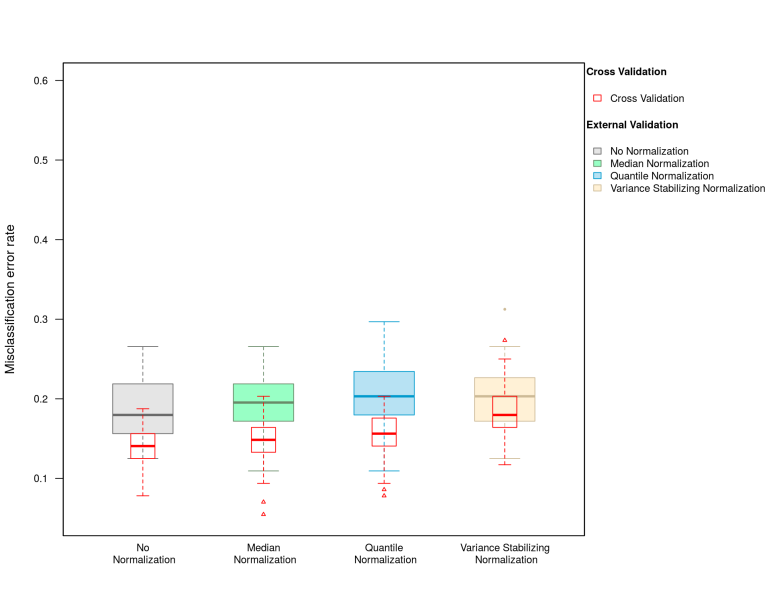 Cross Validation
Cross Validation
External Validation
No Normalization
Median Normalization
Quantile Normalization
Variance Stabilizing Normalization
Misclassification error rate
0.6
0.5
0.4
0.3
0.2
0.1
No
Normalization
Median
Normalization
Quantile
Normalization
Variance Stabilizing
Normalization